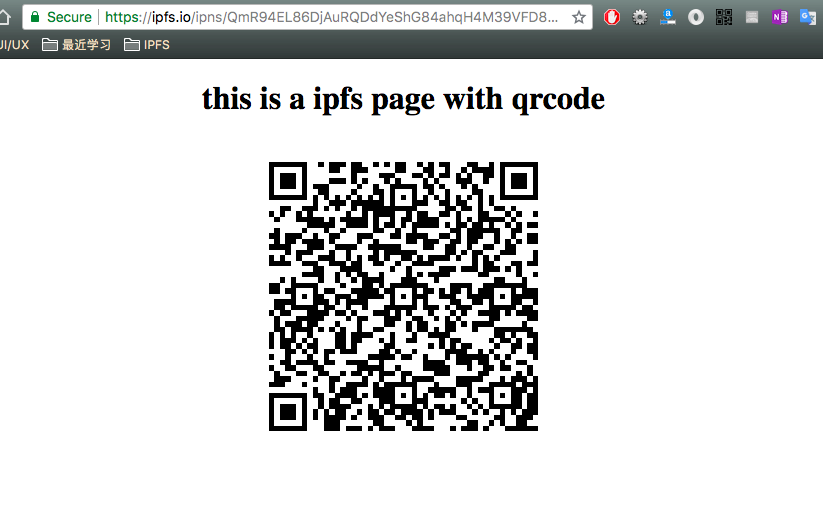 Secure https://ipfs.io/ipns/QmR94EL86DjAuRQDdYeShG84ahqH4M39VFD8...
UI/UX 最近学习 IPFS
this is a ipfs page with qrcode